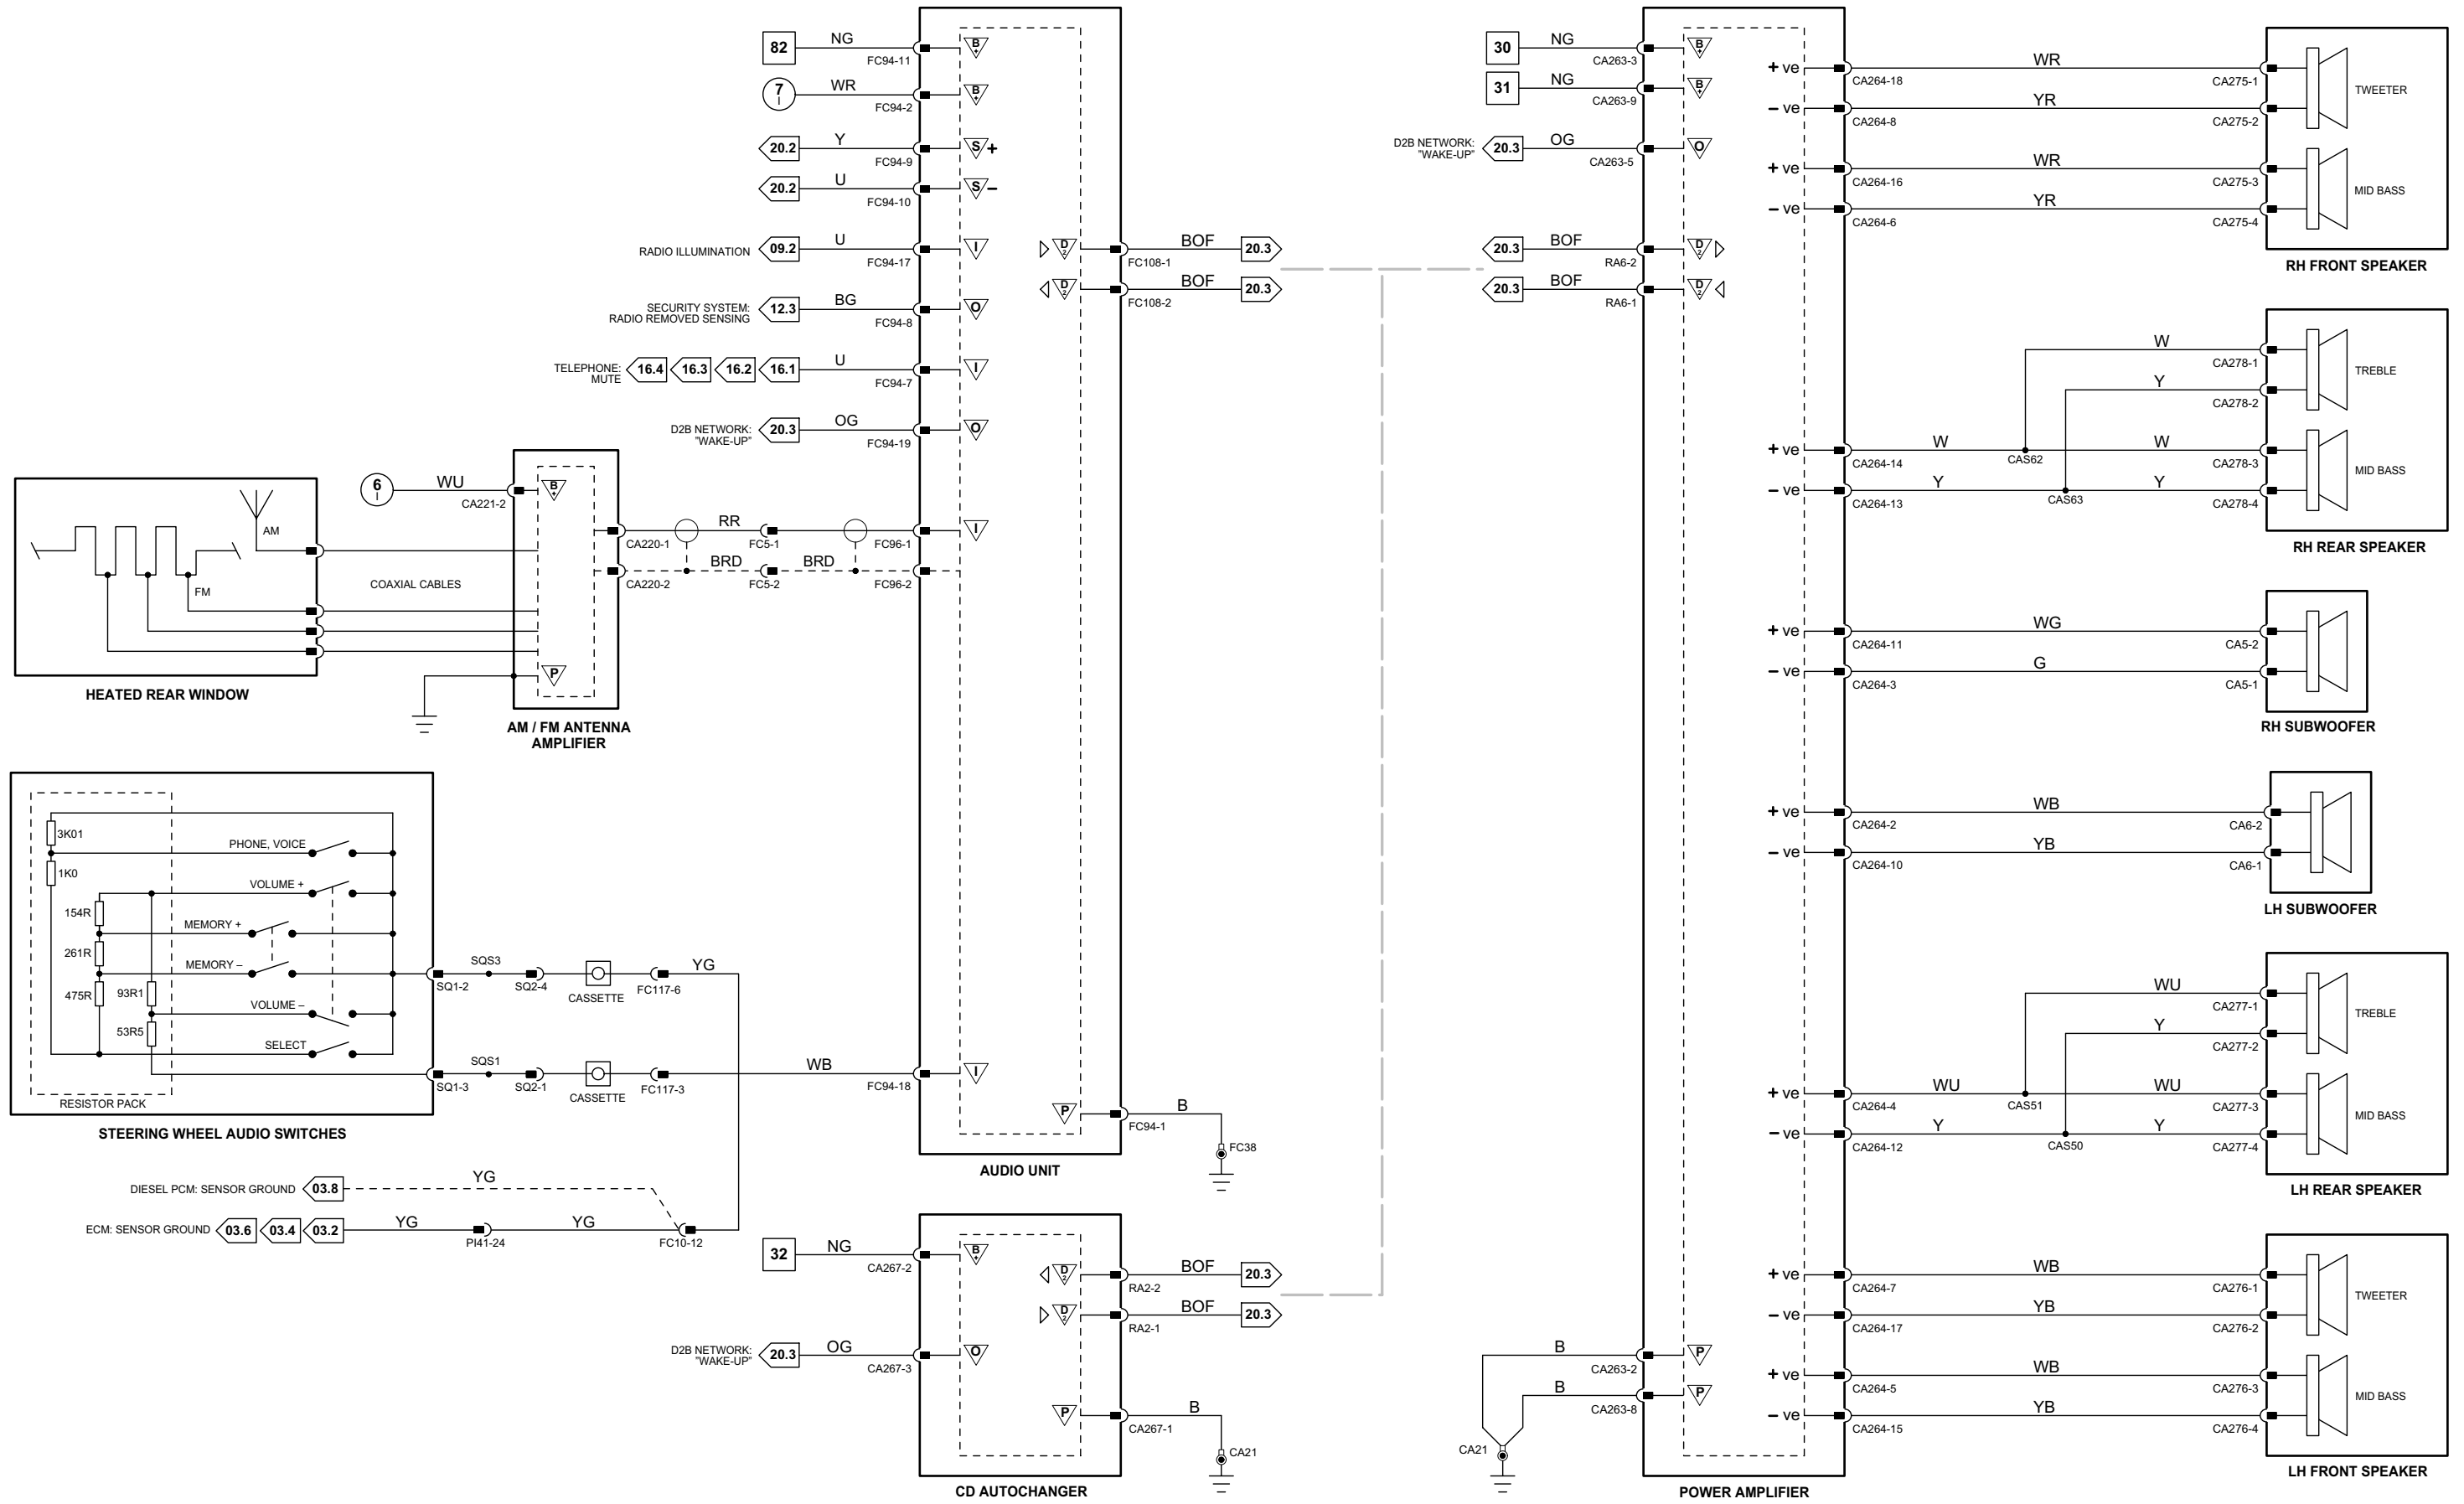 82
NG
FC94-11
B
+
7
I
WR
FC94-2
B
+
20.2
Y
FC94-9
S
+
20.2
U
FC94-10
S
–
RADIO ILLUMINATION
09.2
U
FC94-17
I
SECURITY SYSTEM:
RADIO REMOVED SENSING
12.3
BG
FC94-8
O
TELEPHONE:
MUTE
16.4
16.3
16.2
16.1
U
FC94-7
I
D2B NETWORK:
"WAKE-UP"
20.3
OG
FC94-19
O
D
2
FC108-1
BOF
20.3
D
2
FC108-2
BOF
20.3
AM
FM
COAXIAL CABLES
HEATED REAR WINDOW
6
I
WU
CA221-2
B
+
P
AM / FM ANTENNA
AMPLIFIER
CA220-1
RR
FC5-1
FC96-1
I
CA220-2
BRD
FC5-2
BRD
FC96-2
3K01
1K0
154R
261R
475R
93R1
53R5
PHONE, VOICE
VOLUME +
MEMORY +
MEMORY –
VOLUME –
SELECT
RESISTOR PACK
STEERING WHEEL AUDIO SWITCHES
SQ1-2
SQS3
SQ2-4
CASSETTE
FC117-6
YG
SQ1-3
SQS1
SQ2-1
CASSETTE
FC117-3
WB
FC94-18
I
P
FC94-1
B
FC38
AUDIO UNIT
DIESEL PCM: SENSOR GROUND
03.8
YG
ECM: SENSOR GROUND
03.6
03.4
03.2
YG
PI41-24
YG
FC10-12
32
NG
CA267-2
B
+
D
2
RA2-2
BOF
20.3
D
2
RA2-1
BOF
20.3
D2B NETWORK:
"WAKE-UP"
20.3
OG
CA267-3
O
P
CA267-1
B
CA21
CD AUTOCHANGER
30
NG
CA263-3
B
+
31
NG
CA263-9
B
+
D2B NETWORK:
"WAKE-UP"
20.3
OG
CA263-5
O
20.3
BOF
RA6-2
D
2
20.3
BOF
RA6-1
D
2
B
CA263-2
P
B
CA263-8
P
CA21
POWER AMPLIFIER
+ ve
CA264-18
WR
CA275-1
TWEETER
– ve
CA264-8
YR
CA275-2
+ ve
CA264-16
WR
CA275-3
MID BASS
– ve
CA264-6
YR
CA275-4
RH FRONT SPEAKER
W
CA278-1
TREBLE
Y
CA278-2
+ ve
CA264-14
W
CAS62
W
CA278-3
MID BASS
– ve
CA264-13
Y
CAS63
Y
CA278-4
RH REAR SPEAKER
+ ve
CA264-11
WG
CA5-2
– ve
CA264-3
G
CA5-1
RH SUBWOOFER
+ ve
CA264-2
WB
CA6-2
– ve
CA264-10
YB
CA6-1
LH SUBWOOFER
WU
CA277-1
TREBLE
Y
CA277-2
+ ve
CA264-4
WU
CAS51
WU
CA277-3
MID BASS
– ve
CA264-12
Y
CAS50
Y
CA277-4
LH REAR SPEAKER
+ ve
CA264-7
WB
CA276-1
TWEETER
– ve
CA264-17
YB
CA276-2
+ ve
CA264-5
WB
CA276-3
MID BASS
– ve
CA264-15
YB
CA276-4
LH FRONT SPEAKER